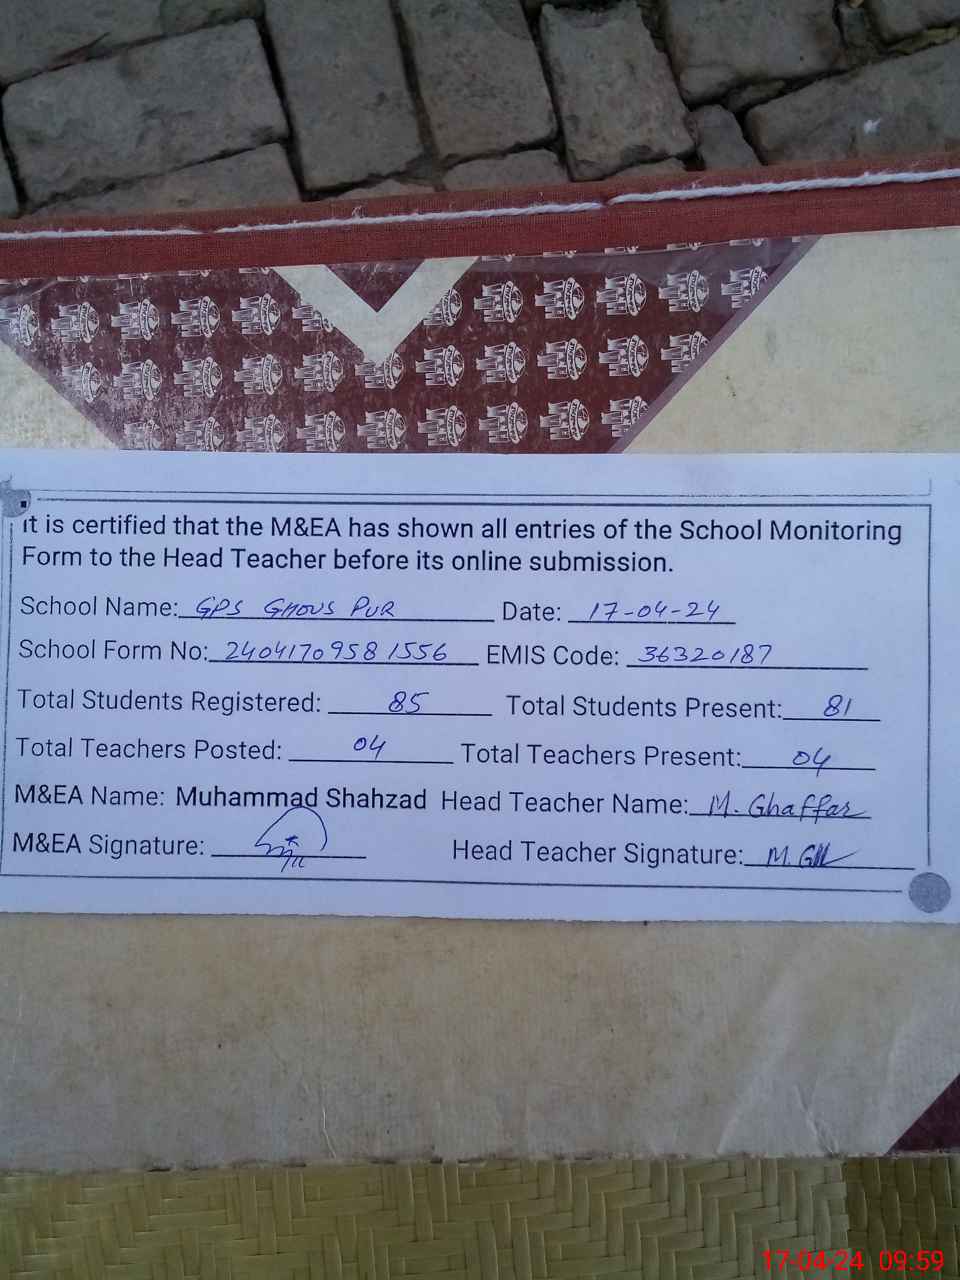 It is certified that the M&EA has shown all entries of the School Monitoring
Form to the Head Teacher before its online submission.
School Name: GPS GHOUS PUR Date: 17-04-24
School Form No: 24041709581556 EMIS Code: 36320187
Total Students Registered: 85 Total Students Present: 81
Total Teachers Posted: 04 Total Teachers Present: 04
M&EA Name: Muhammad Shahzad Head Teacher Name: M. Ghaffar
M&EA Signature: Head Teacher Signature: M. Gh
17-04-24 09:59